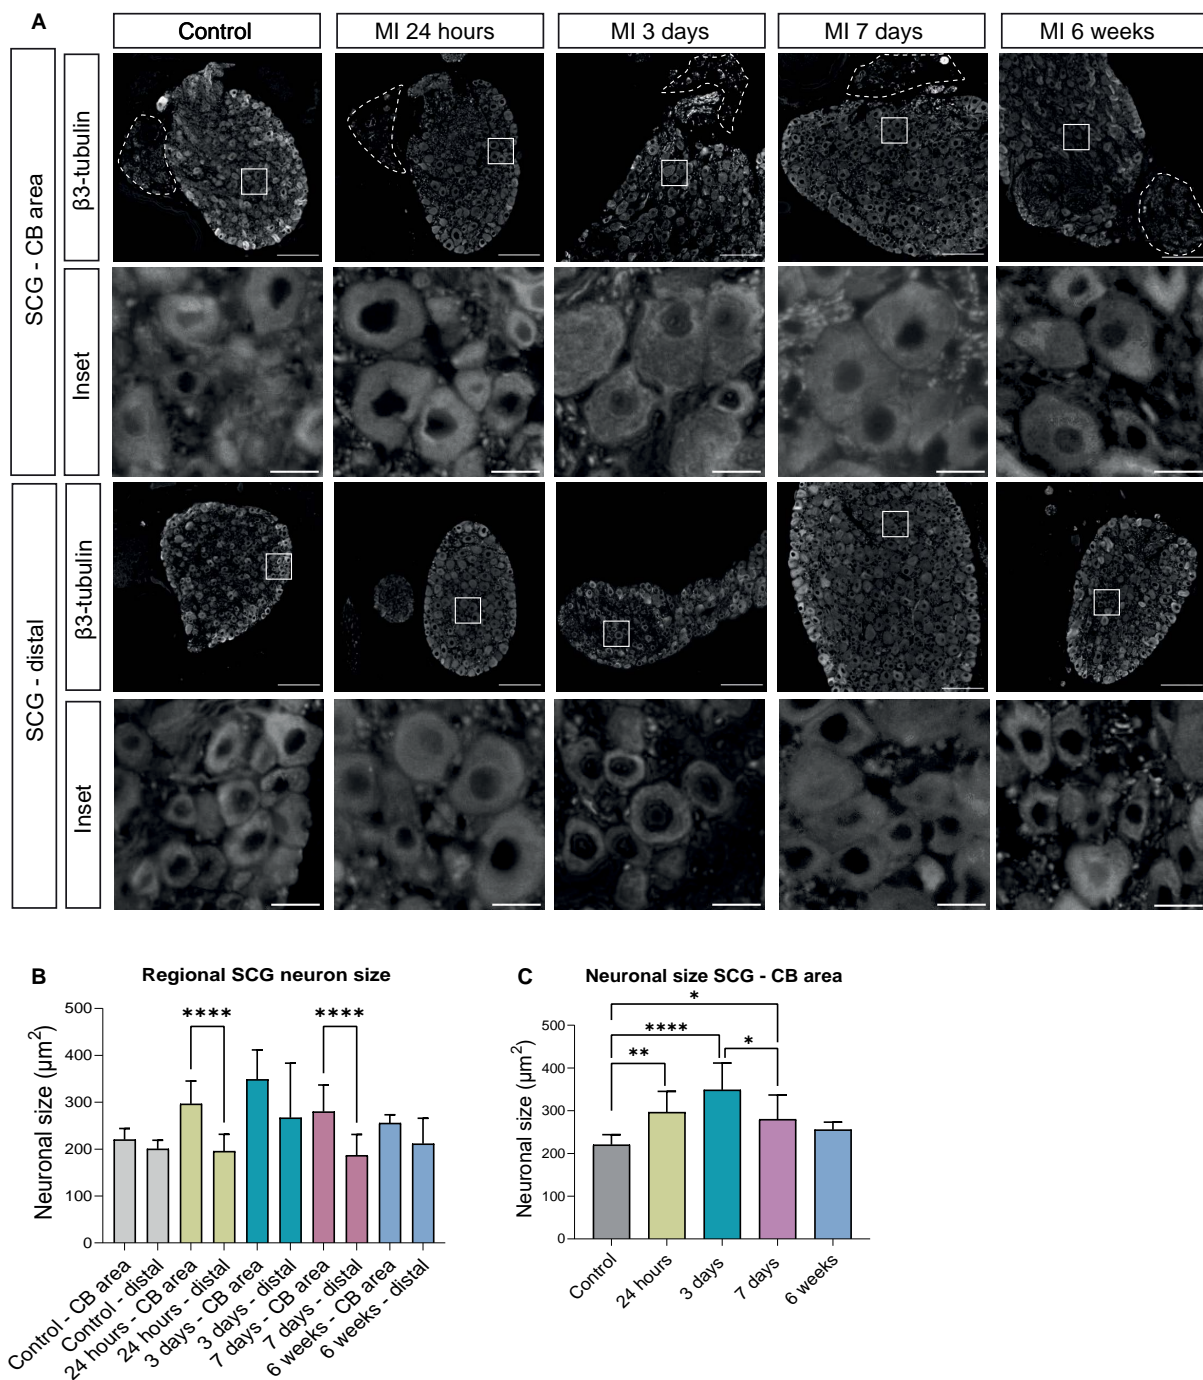 A
Control
MI 24 hours
MI 3 days
MI 7 days
MI 6 weeks
SCG - CB area
β3-tubulin
Inset
SCG - distal
β3-tubulin
Inset
B
Regional SCG neuron size
Neuronal size (μm²)
500
400
300
200
100
0
****
****
Control - CB area
Control - distal
24 hours - CB area
24 hours - distal
3 days - CB area
3 days - distal
7 days - CB area
7 days - distal
6 weeks - CB area
6 weeks - distal
C
Neuronal size SCG - CB area
Neuronal size (μm²)
500
400
300
200
100
0
*
****
*
**
Control
24 hours
3 days
7 days
6 weeks